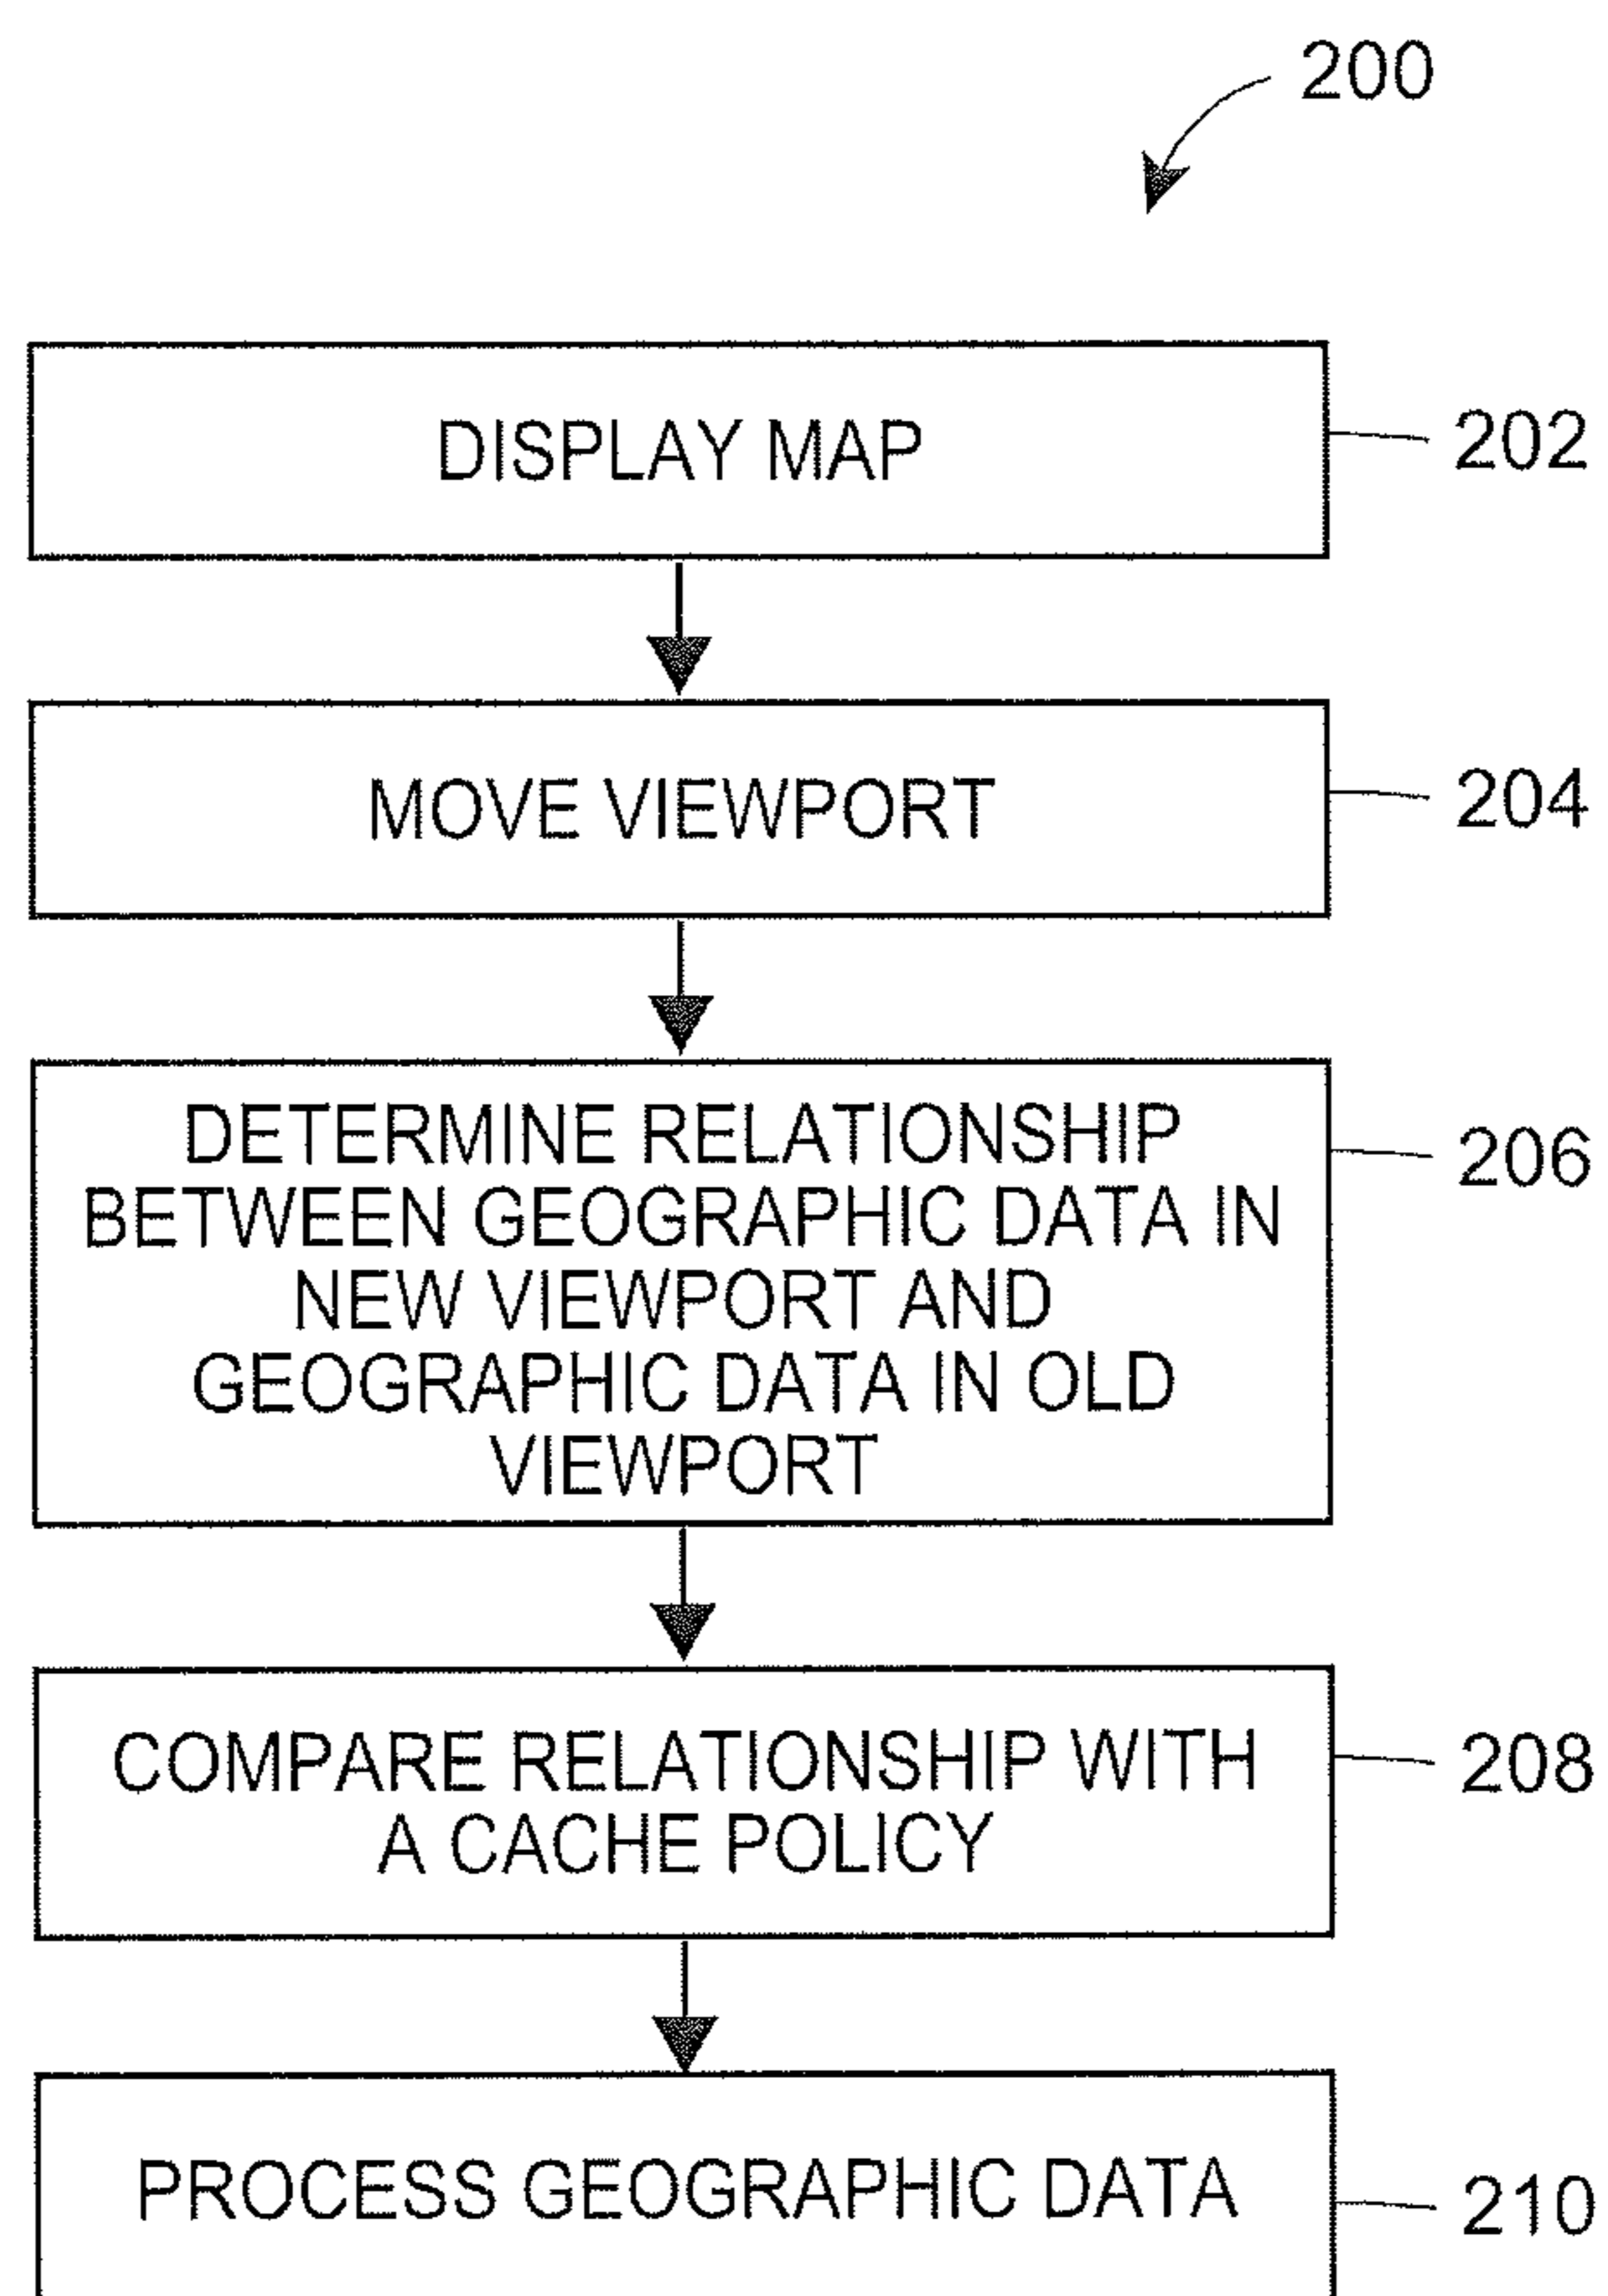 200
DISPLAY MAP
202
MOVE VIEWPORT
204
DETERMINE RELATIONSHIP
BETWEEN GEOGRAPHIC DATA IN
NEW VIEWPORT AND
GEOGRAPHIC DATA IN OLD
VIEWPORT
206
COMPARE RELATIONSHIP WITH
A CACHE POLICY
208
PROCESS GEOGRAPHIC DATA
210